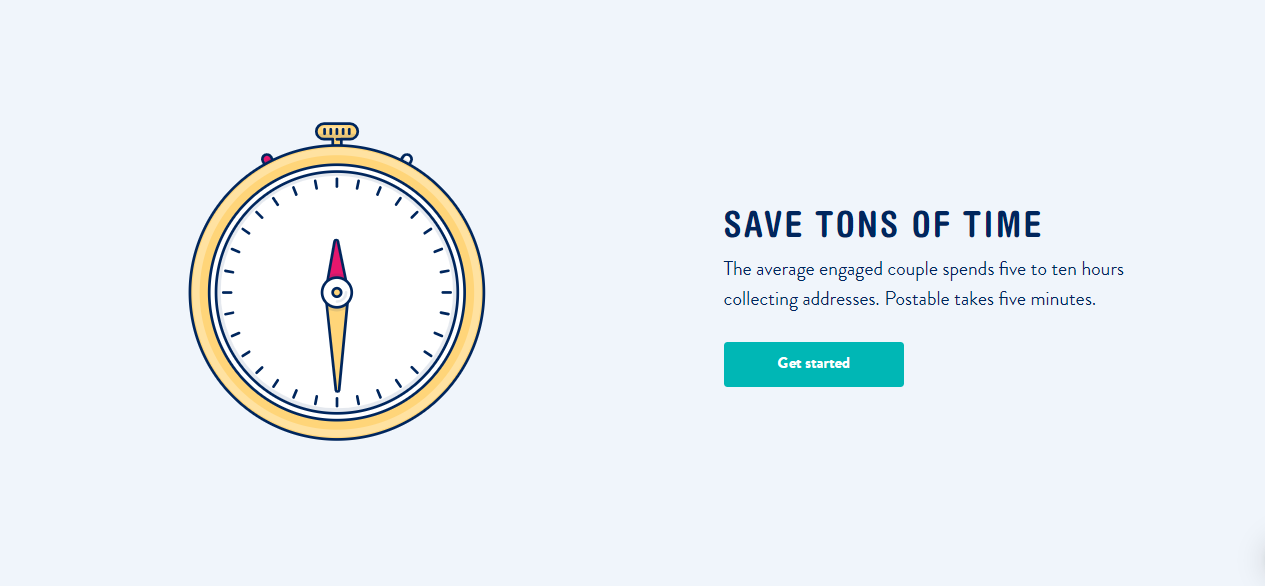 SAVE TONS OF TIME
The average engaged couple spends five to ten hours
collecting addresses. Postable takes five minutes.
Get started